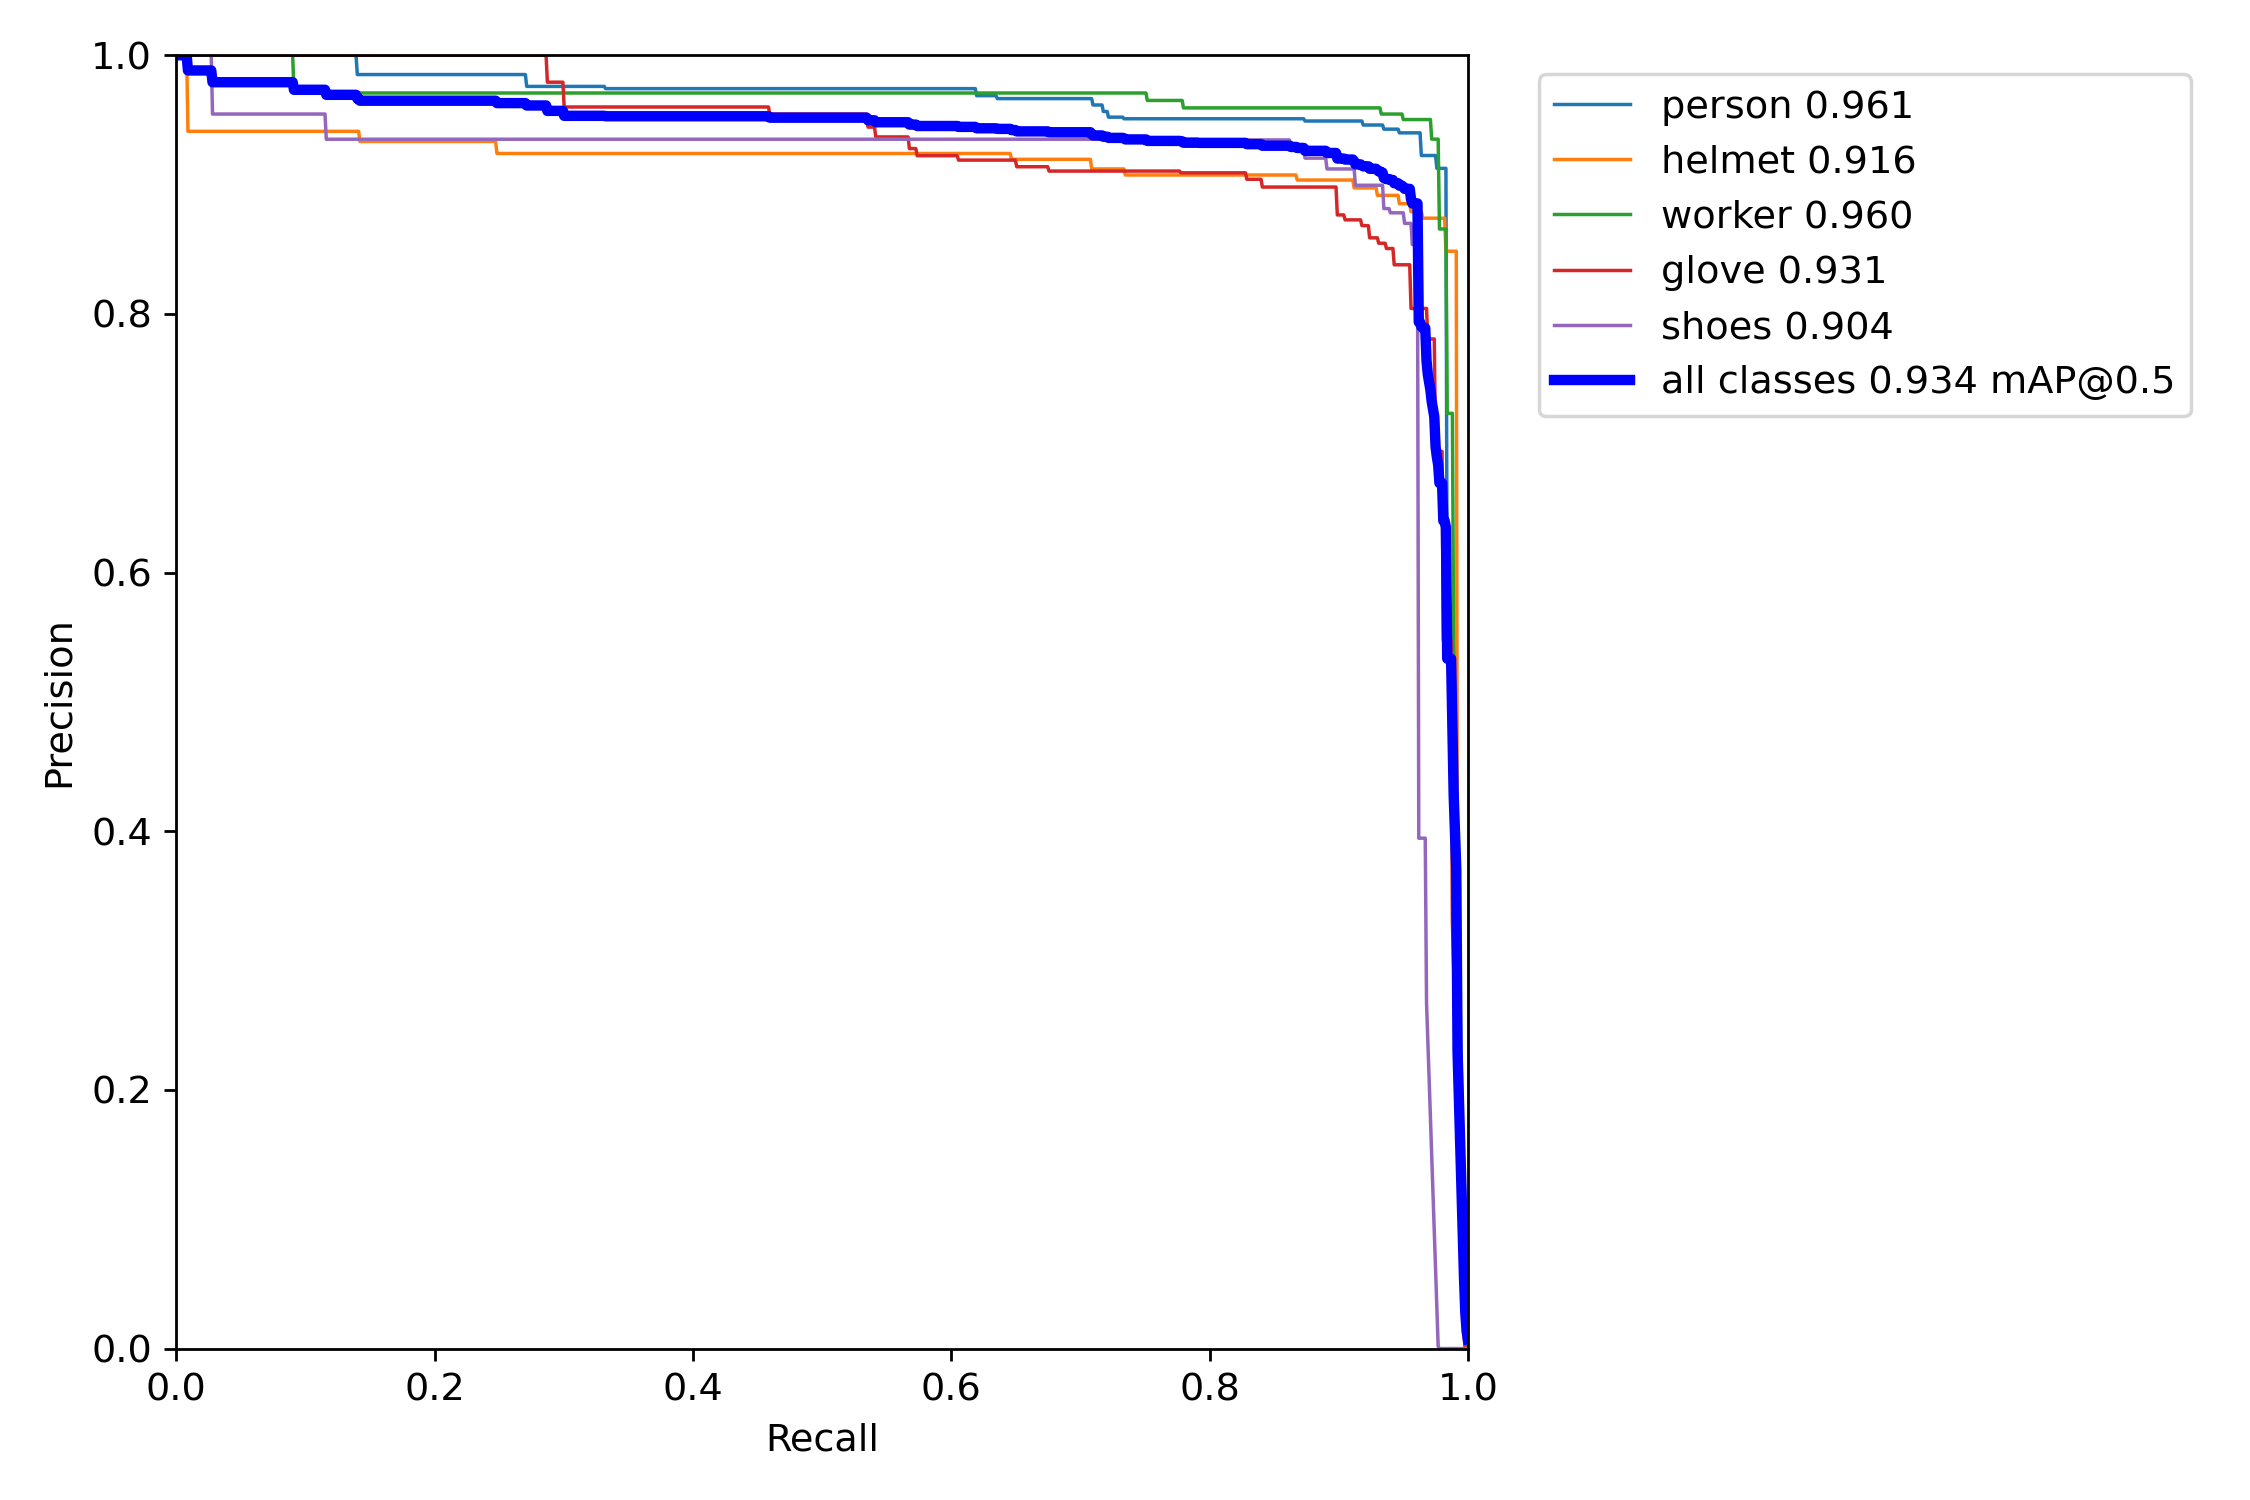 1.0
0.8
0.6
0.4
0.2
0.0
Precision
0.0 0.2 0.4 0.6 0.8 1.0
Recall
person 0.961
helmet 0.916
worker 0.960
glove 0.931
shoes 0.904
all classes 0.934 mAP@0.5